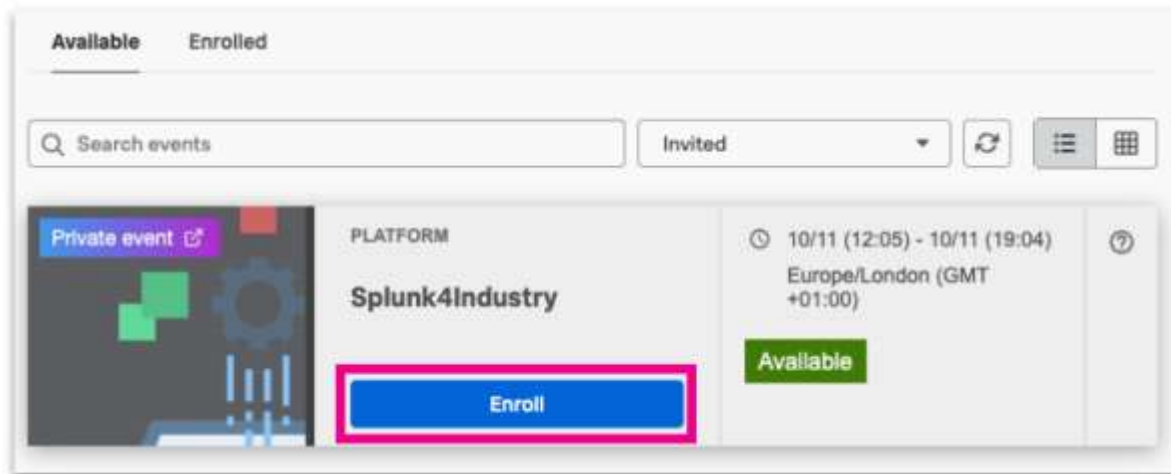 Available
Enrolled
Search events
Invited
Private event
PLATFORM
Splunk4Industry
Enroll
10/11 (12:05) - 10/11 (19:04)
Europe/London (GMT
+01:00)
Available